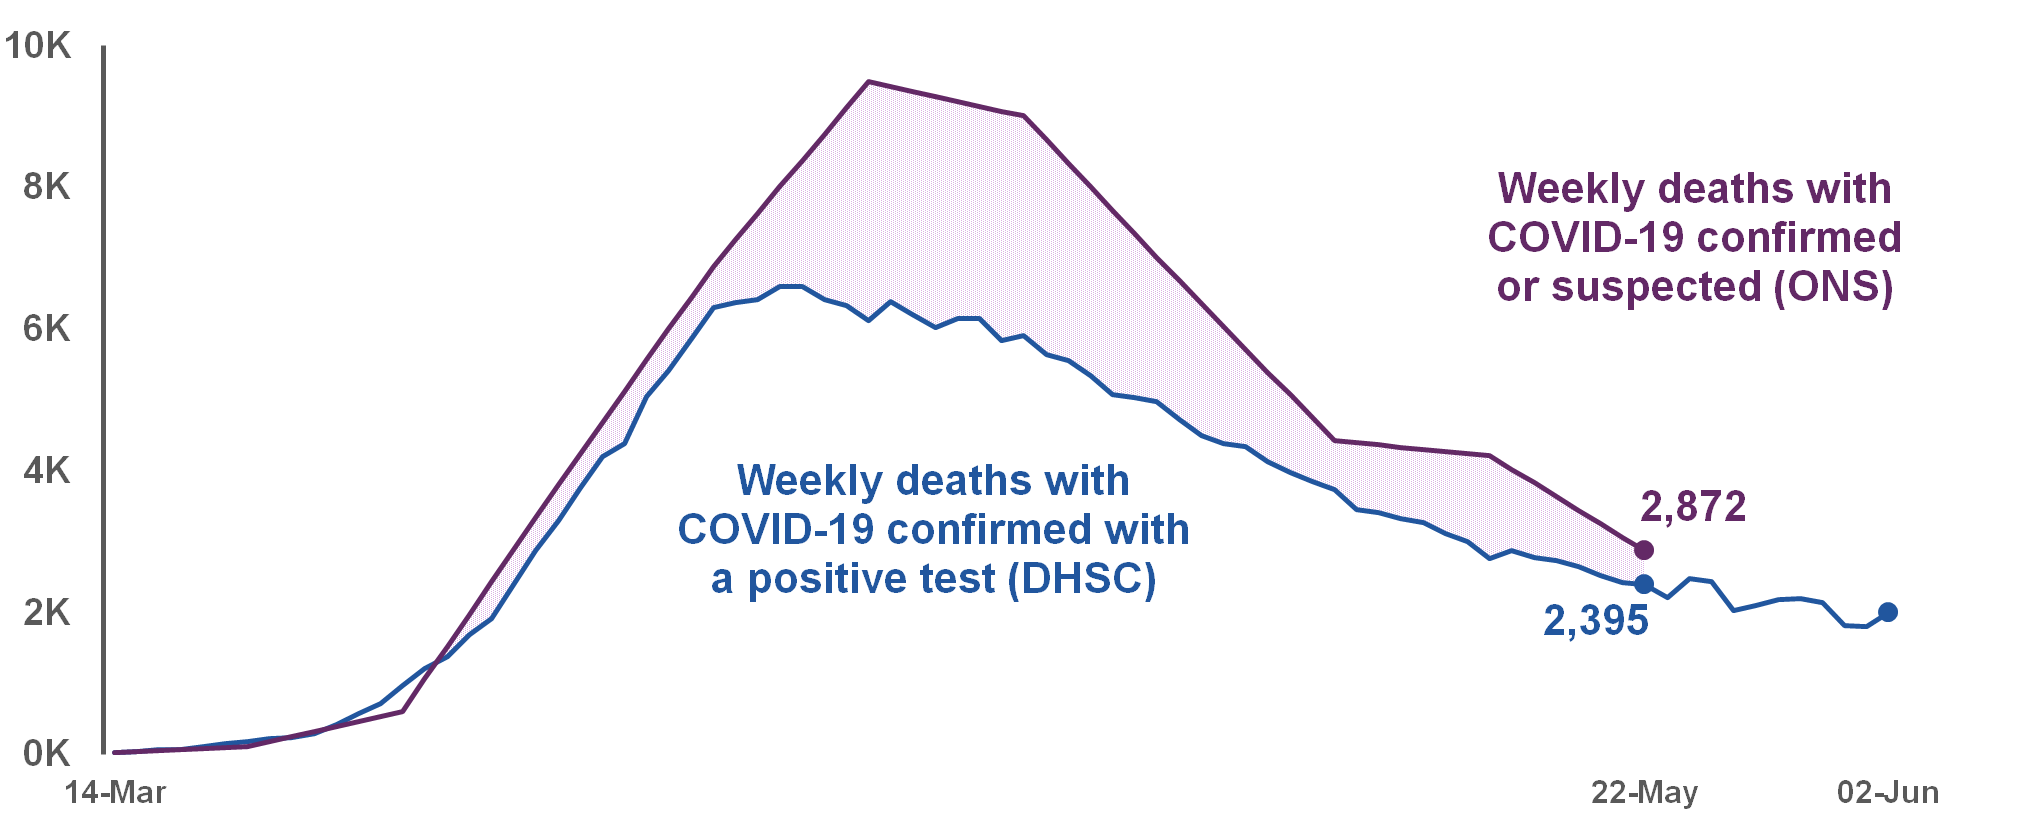 10K
8K
6K
4K
2K
0K
Weekly deaths with
COVID-19 confirmed
or suspected (ONS)
Weekly deaths with
COVID-19 confirmed with
a positive test (DHSC)
2,872
2,395
14-Mar
22-May
02-Jun